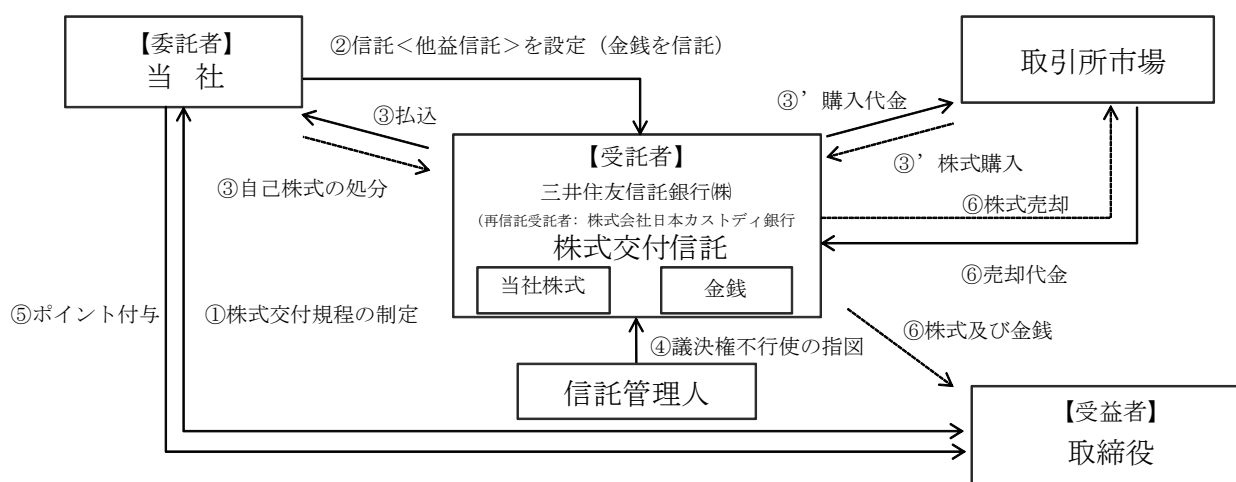 【委託者】
当 社
②信託<他益信託>を設定（金銭を信託）
取引所市場
③払込
③自己株式の処分
③’購入代金
③’株式購入
【受託者】
三井住友信託銀行㈱
(再信託受託者：株式会社日本カストディ銀行
株式交付信託
当社株式
金銭
⑥株式売却
⑥売却代金
⑤ポイント付与
①株式交付規程の制定
④議決権不行使の指図
⑥株式及び金銭
信託管理人
【受益者】
取締役